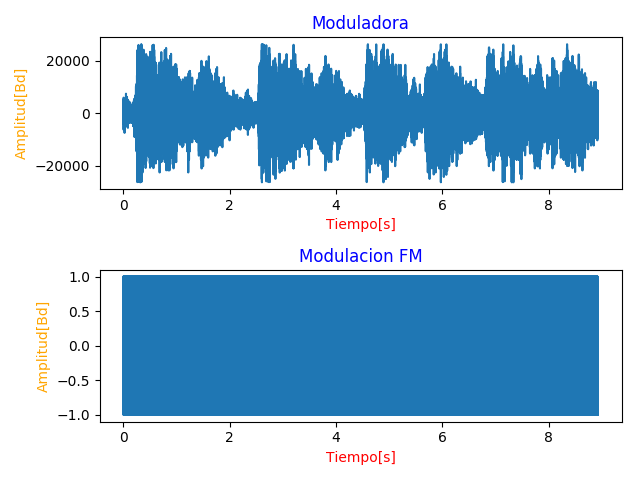 Moduladora
20000
0
−20000
Amplitud[Bd]
0 2 4 6 8
Tiempo[s]
Modulacion FM
1.0
0.5
0.0
−0.5
−1.0
Amplitud[Bd]
0 2 4 6 8
Tiempo[s]